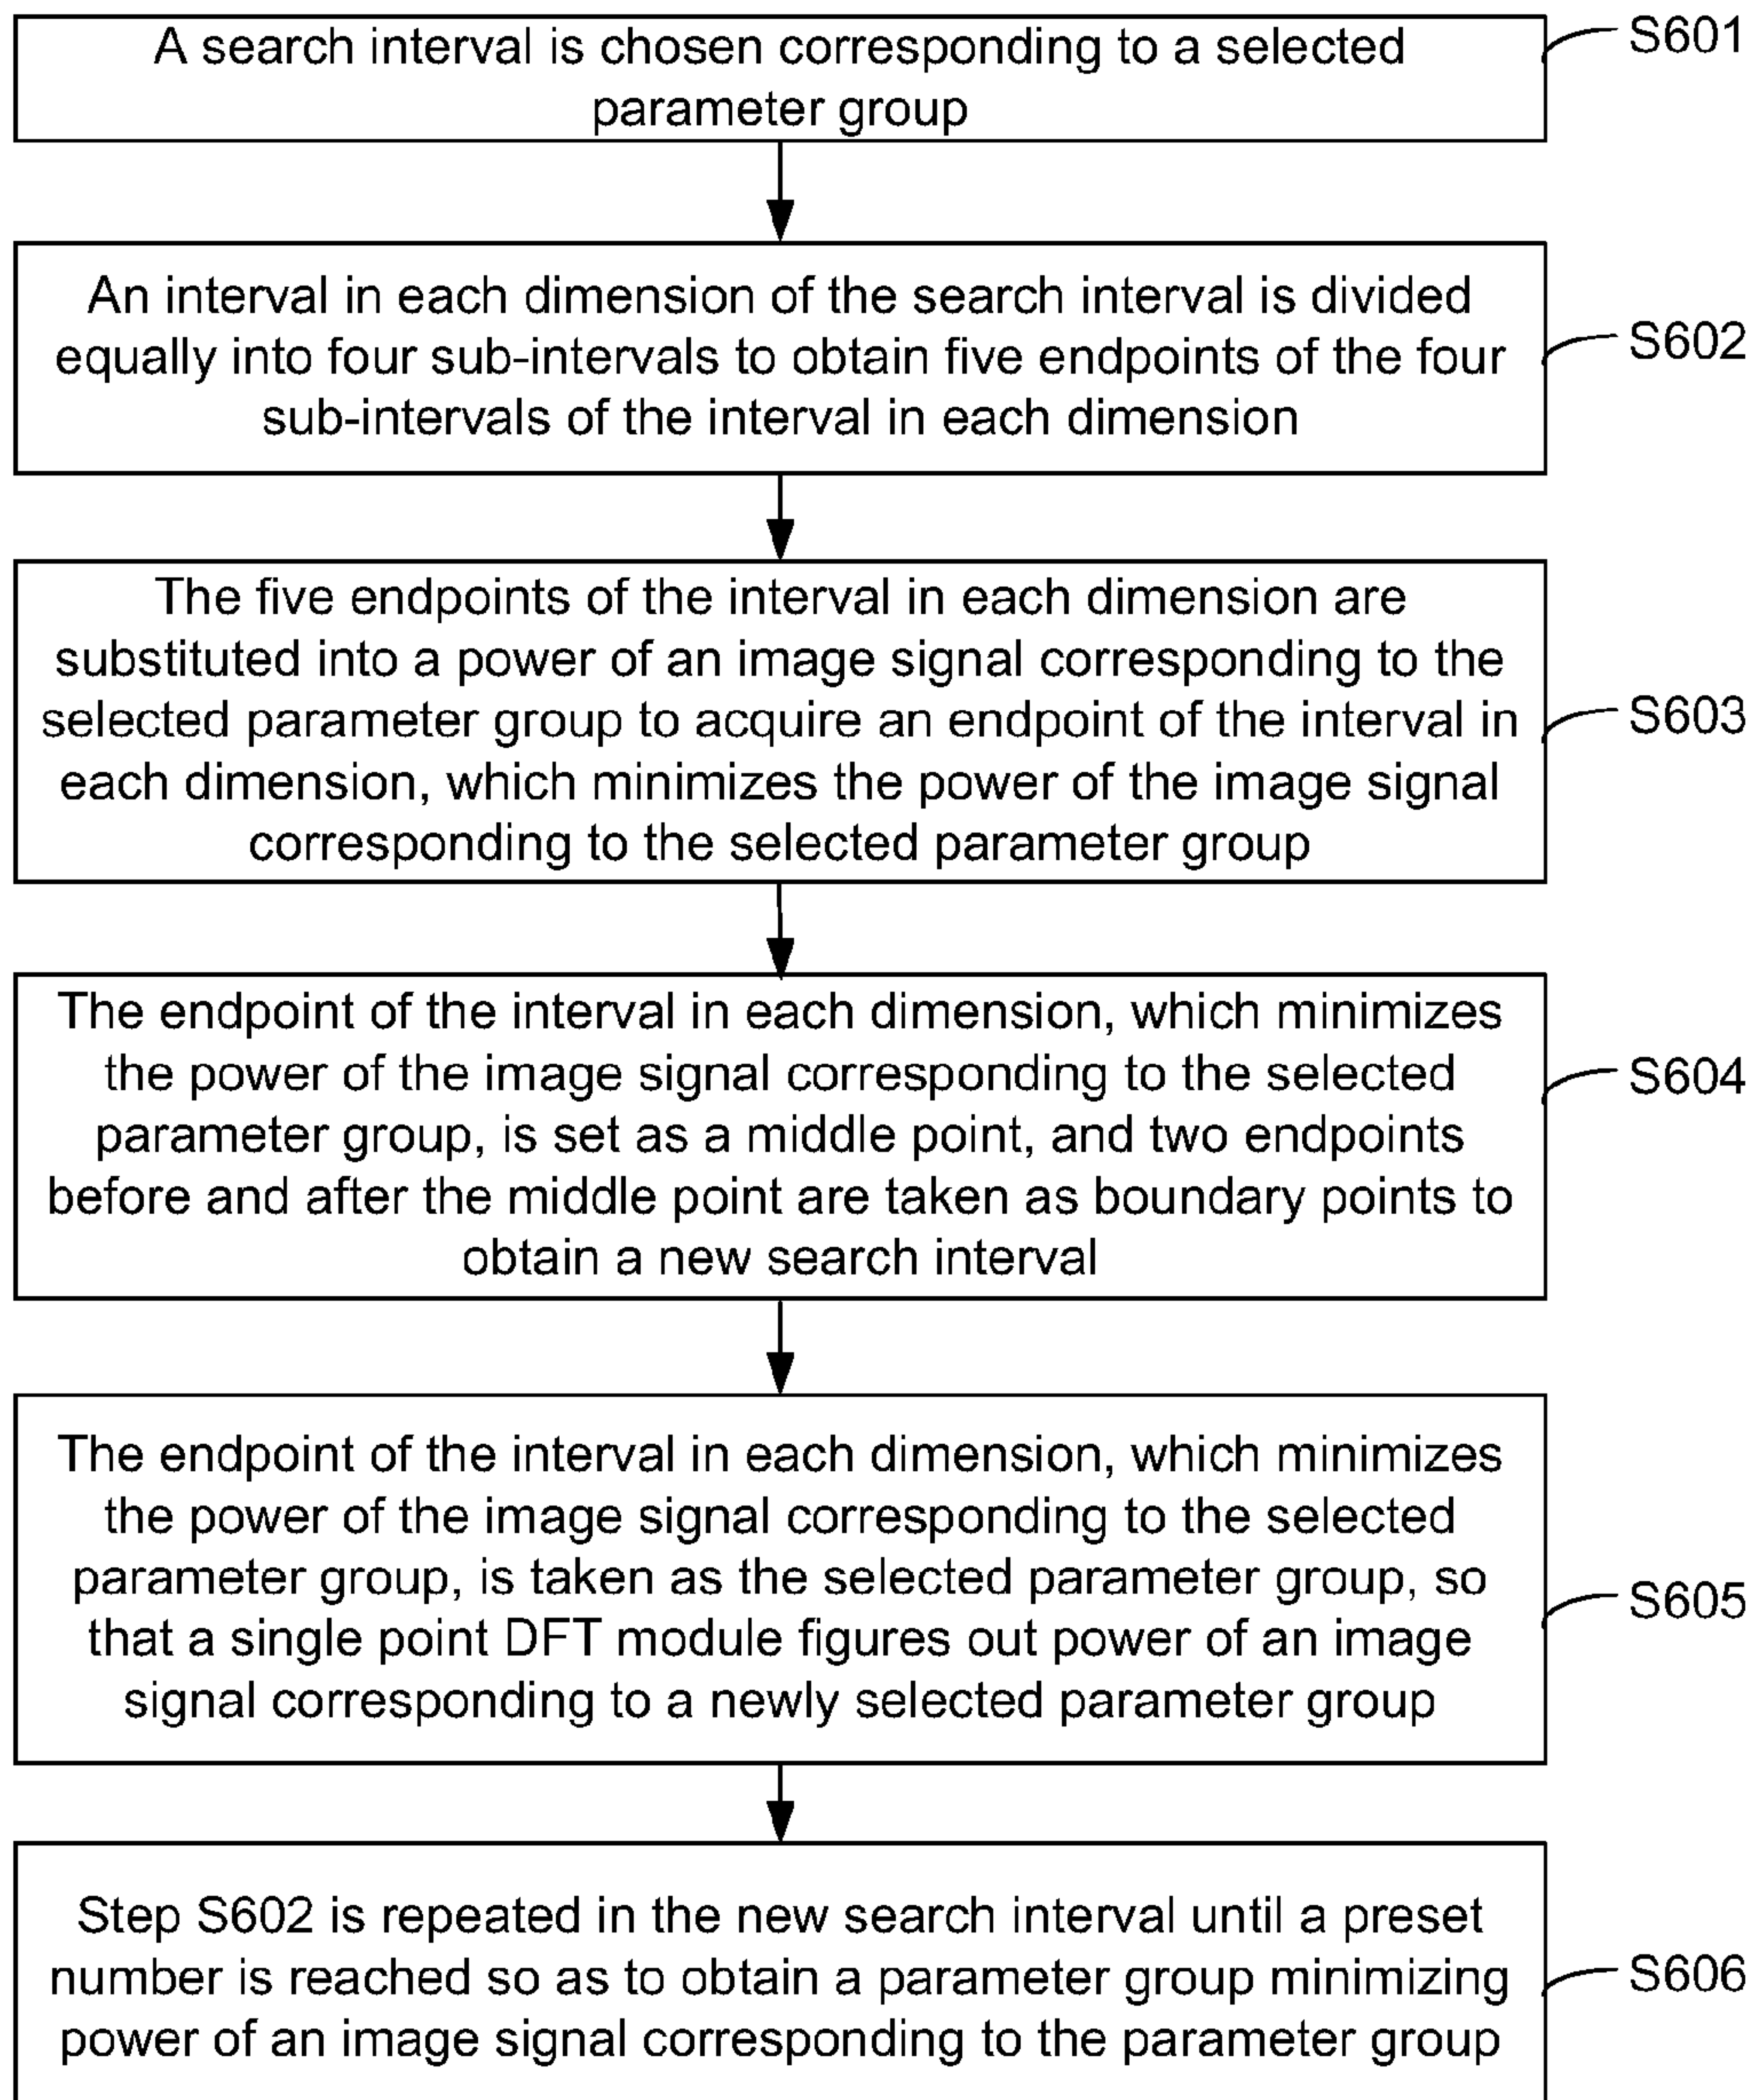 A search interval is chosen corresponding to a selected
parameter group
S601
An interval in each dimension of the search interval is divided
equally into four sub-intervals to obtain five endpoints of the four
sub-intervals of the interval in each dimension
S602
The five endpoints of the interval in each dimension are
substituted into a power of an image signal corresponding to the
selected parameter group to acquire an endpoint of the interval in
each dimension, which minimizes the power of the image signal
corresponding to the selected parameter group
S603
The endpoint of the interval in each dimension, which minimizes
the power of the image signal corresponding to the selected
parameter group, is set as a middle point, and two endpoints
before and after the middle point are taken as boundary points to
obtain a new search interval
S604
The endpoint of the interval in each dimension, which minimizes
the power of the image signal corresponding to the selected
parameter group, is taken as the selected parameter group, so
that a single point DFT module figures out power of an image
signal corresponding to a newly selected parameter group
S605
Step S602 is repeated in the new search interval until a preset
number is reached so as to obtain a parameter group minimizing
power of an image signal corresponding to the parameter group
S606